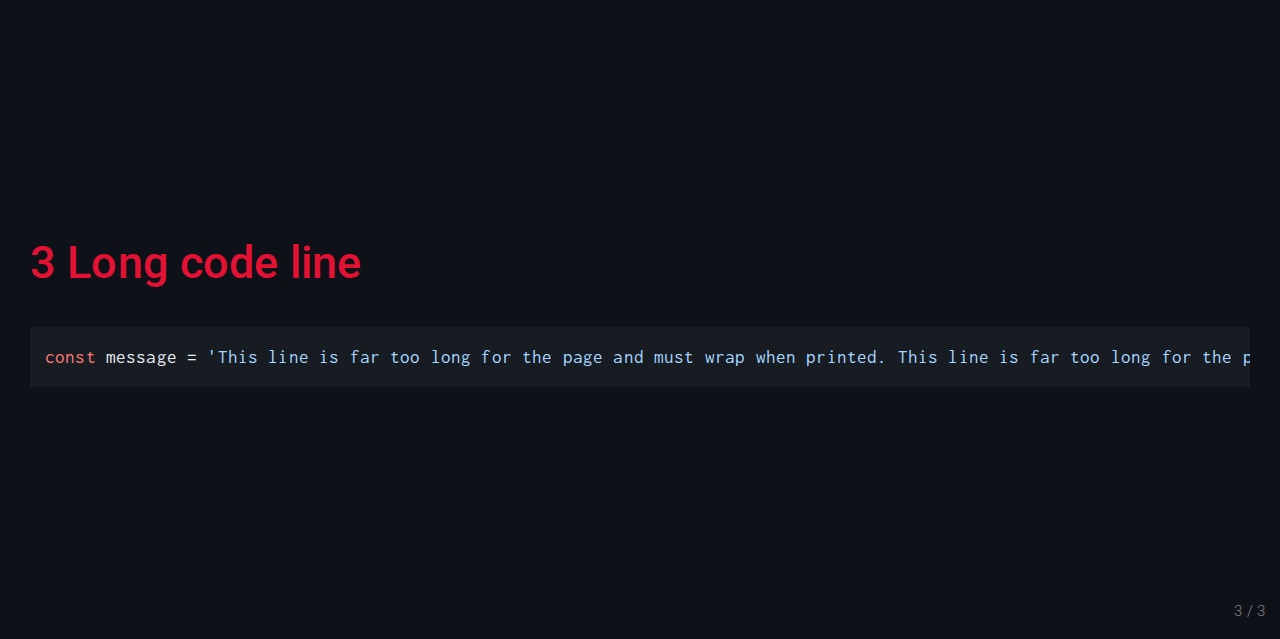 3 Long code line
const message = 'This line is far too long for the page and must wrap when printed. This line is far too long for the
3 / 3